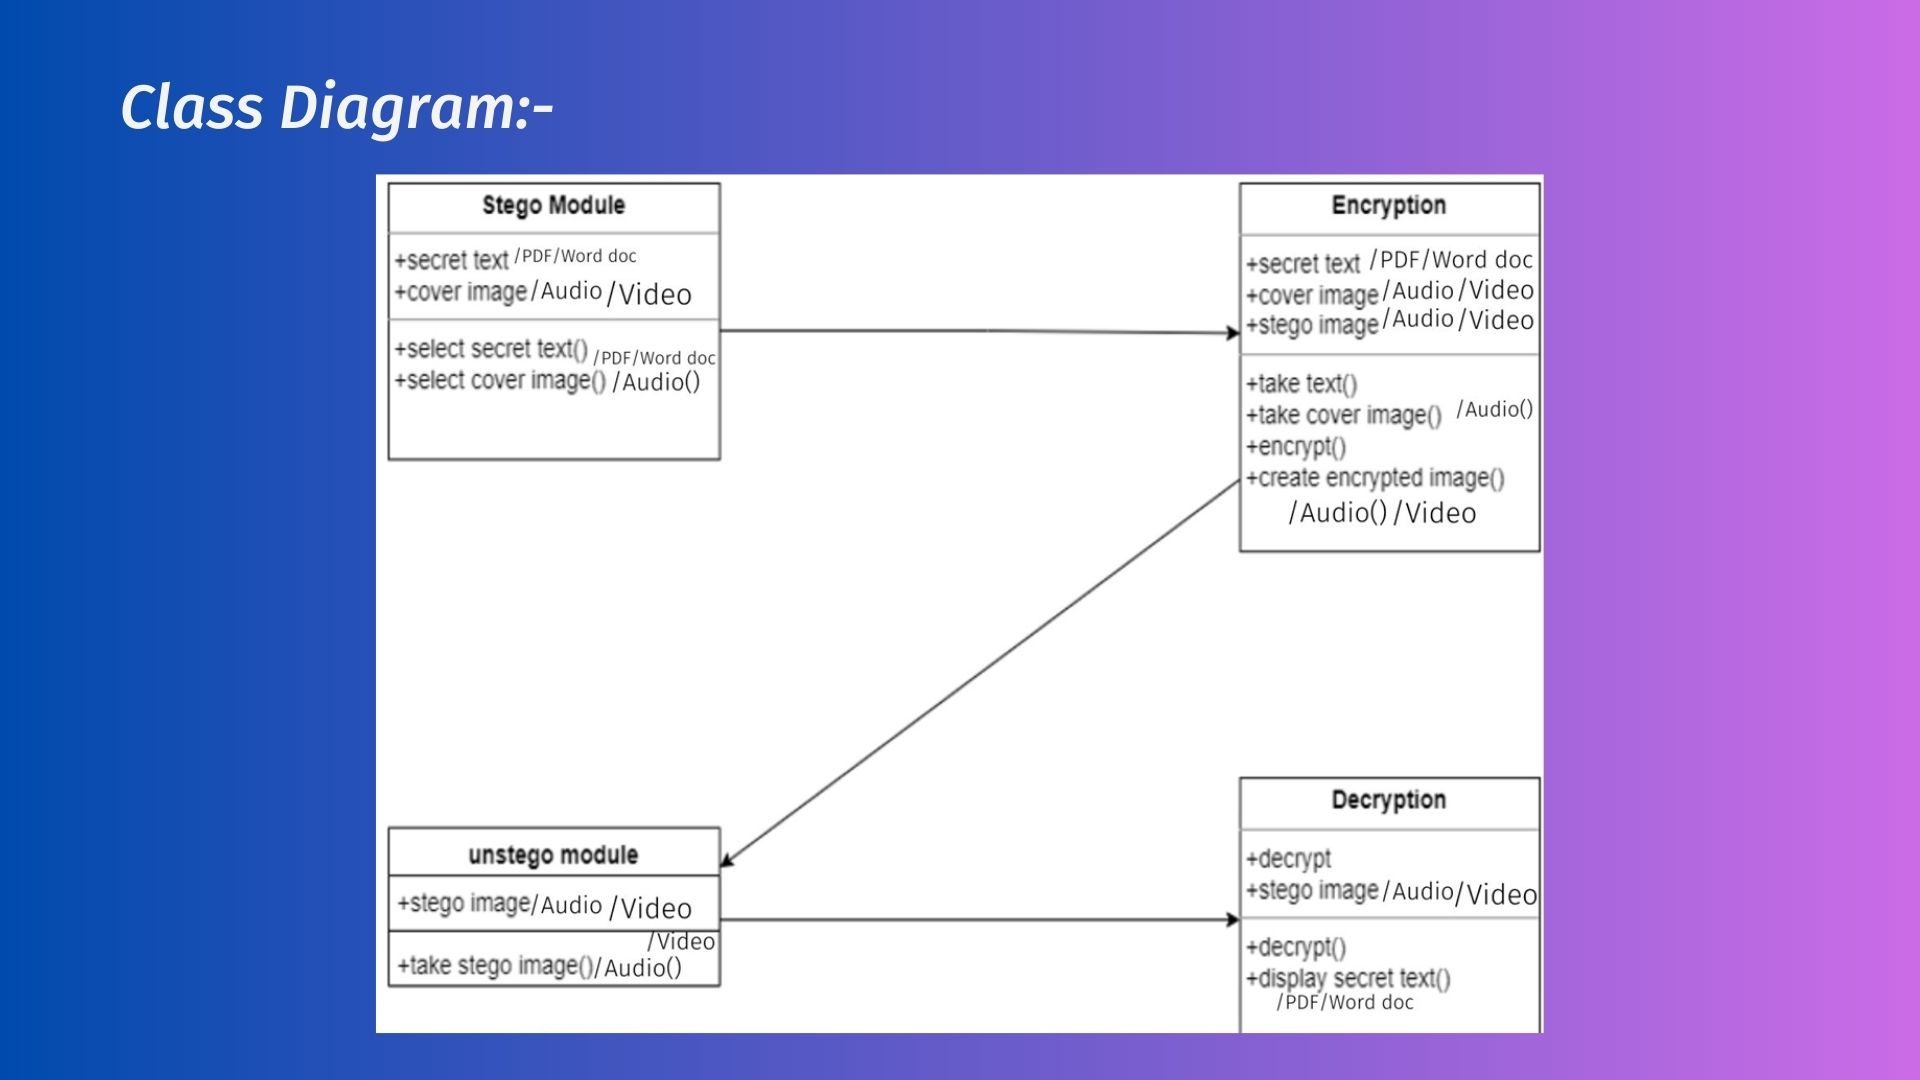 Class Diagram:-
Stego Module
+secret text /PDF/Word doc
+cover image /Audio /Video
+select secret text() /PDF/Word doc
+select cover image() /Audio()
Encryption
+secret text /PDF/Word doc
+cover image /Audio /Video
+stego image /Audio /Video
+take text()
+take cover image() /Audio()
+encrypt()
+create encrypted image()
/Audio() /Video
unstego module
+stego image /Audio /Video
/Video
+take stego image() /Audio()
Decryption
+decrypt
+stego image /Audio /Video
+decrypt()
+display secret text()
/PDF/Word doc